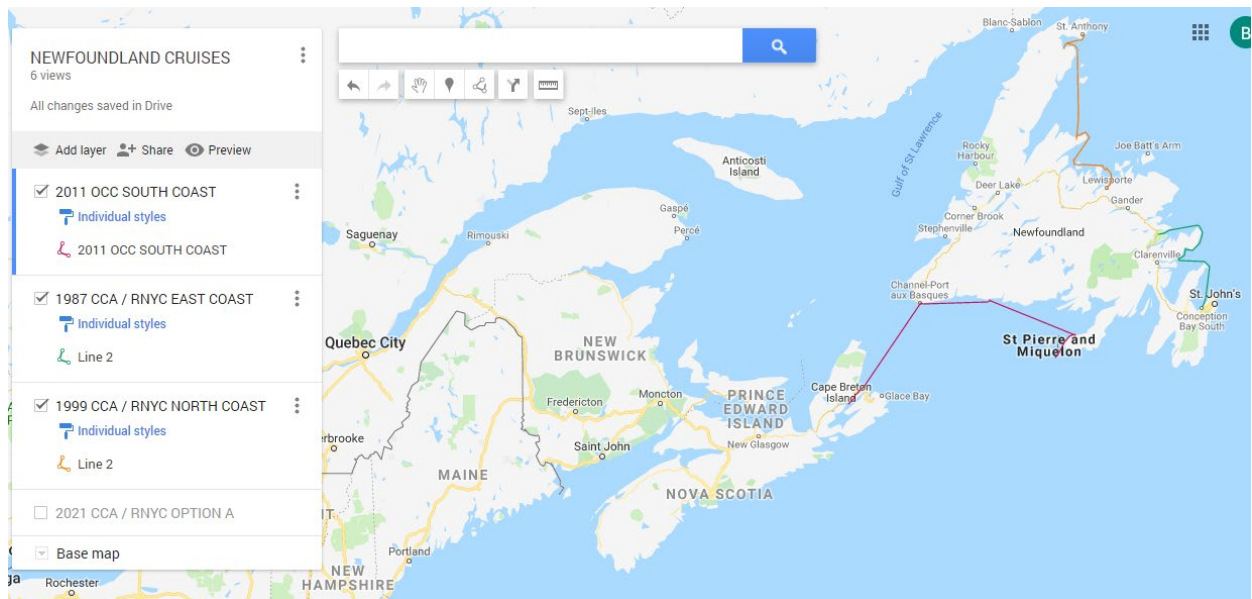 NEWFOUNDLAND CRUISES
6 views
All changes saved in Drive
Add layer Share Preview
2011 OCC SOUTH COAST
Individual styles
2011 OCC SOUTH COAST
1987 CCA / RNYC EAST COAST
Individual styles
Line 2
1999 CCA / RNYC NORTH COAST
Individual styles
Line 2
2021 CCA / RNYC OPTION A
Base map
B
Blanc-Sablon
St. Anthony
Sept-Iles
Gulf of St Lawrence
Anticosti
Island
Rocky
Harbour
Joe Batt's Arm
Deer Lake
Lewisporte
Gander
Corner Brook
Stephenville
Newfoundland
Clarenville
Gaspé
Percé
Saguenay
Rimouski
Channel-Port
aux Basques
St. John's
Conception
Bay South
St Pierre and
Miquelon
Quebec City
NEW
BRUNSWICK
Cape Breton
Island
Glace Bay
Fredericton
Moncton
PRINCE
EDWARD
ISLAND
New Glasgow
Saint John
rbrooke
MAINE
NOVA SCOTIA
Portland
NEW
HAMPSHIRE
Rochester